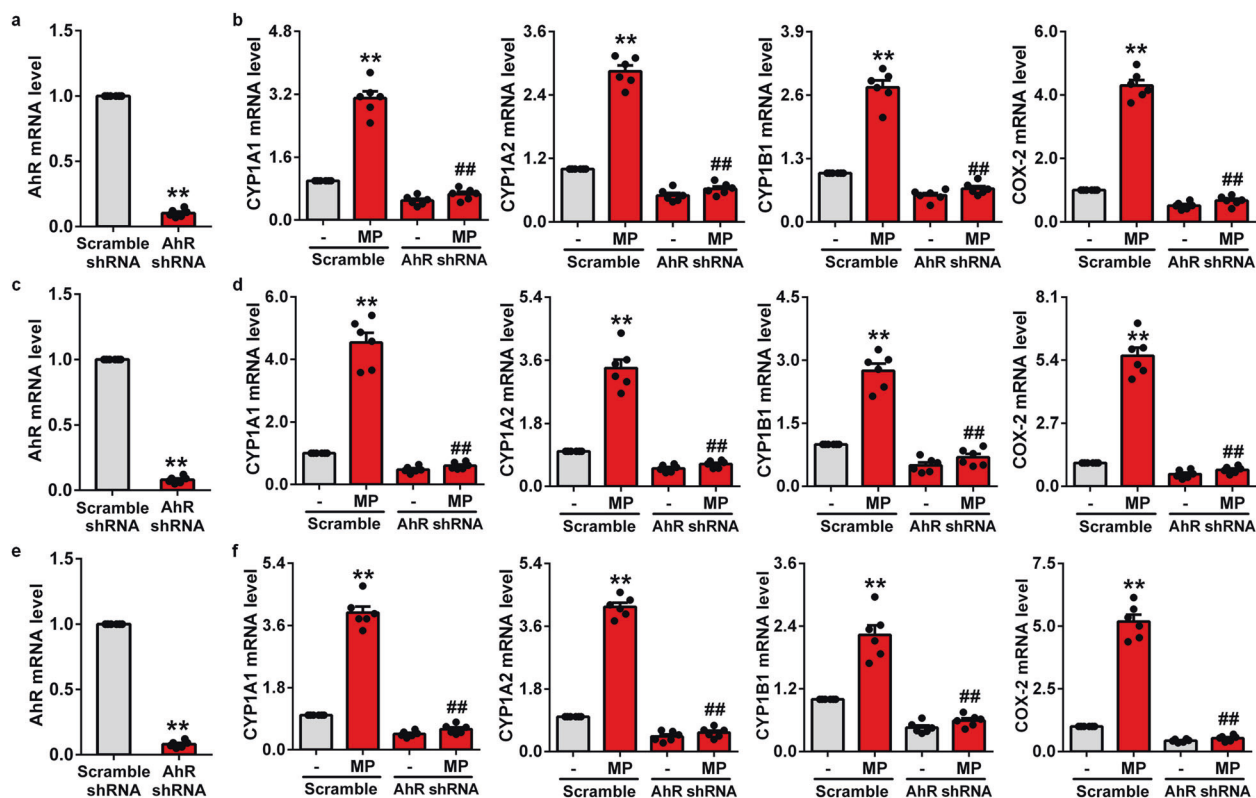 a
AhR mRNA level
1.5
1.0
0.5
0.0
**
Scramble AhR
shRNA shRNA
b
CYP1A1 mRNA level
4.8
3.2
1.6
0.0
**
##
- MP - MP
Scramble AhR shRNA
CYP1A2 mRNA level
3.6
2.4
1.2
0.0
**
##
- MP - MP
Scramble AhR shRNA
CYP1B1 mRNA level
3.9
2.6
1.3
0.0
**
##
- MP - MP
Scramble AhR shRNA
COX-2 mRNA level
6.0
4.0
2.0
0.0
**
##
- MP - MP
Scramble AhR shRNA
c
AhR mRNA level
1.5
1.0
0.5
0.0
**
Scramble AhR
shRNA shRNA
d
CYP1A1 mRNA level
6.0
4.0
2.0
0.0
**
##
- MP - MP
Scramble AhR shRNA
CYP1A2 mRNA level
5.4
3.6
1.8
0.0
**
##
- MP - MP
Scramble AhR shRNA
CYP1B1 mRNA level
4.5
3.0
1.5
0.0
**
##
- MP - MP
Scramble AhR shRNA
COX-2 mRNA level
8.1
5.4
2.7
0.0
**
##
- MP - MP
Scramble AhR shRNA
e
AhR mRNA level
1.5
1.0
0.5
0.0
**
Scramble AhR
shRNA shRNA
f
CYP1A1 mRNA level
5.4
3.6
1.8
0.0
**
##
- MP - MP
Scramble AhR shRNA
CYP1A2 mRNA level
5.4
3.6
1.8
0.0
**
##
- MP - MP
Scramble AhR shRNA
CYP1B1 mRNA level
3.6
2.4
1.2
0.0
**
##
- MP - MP
Scramble AhR shRNA
COX-2 mRNA level
7.5
5.0
2.5
0.0
**
##
- MP - MP
Scramble AhR shRNA